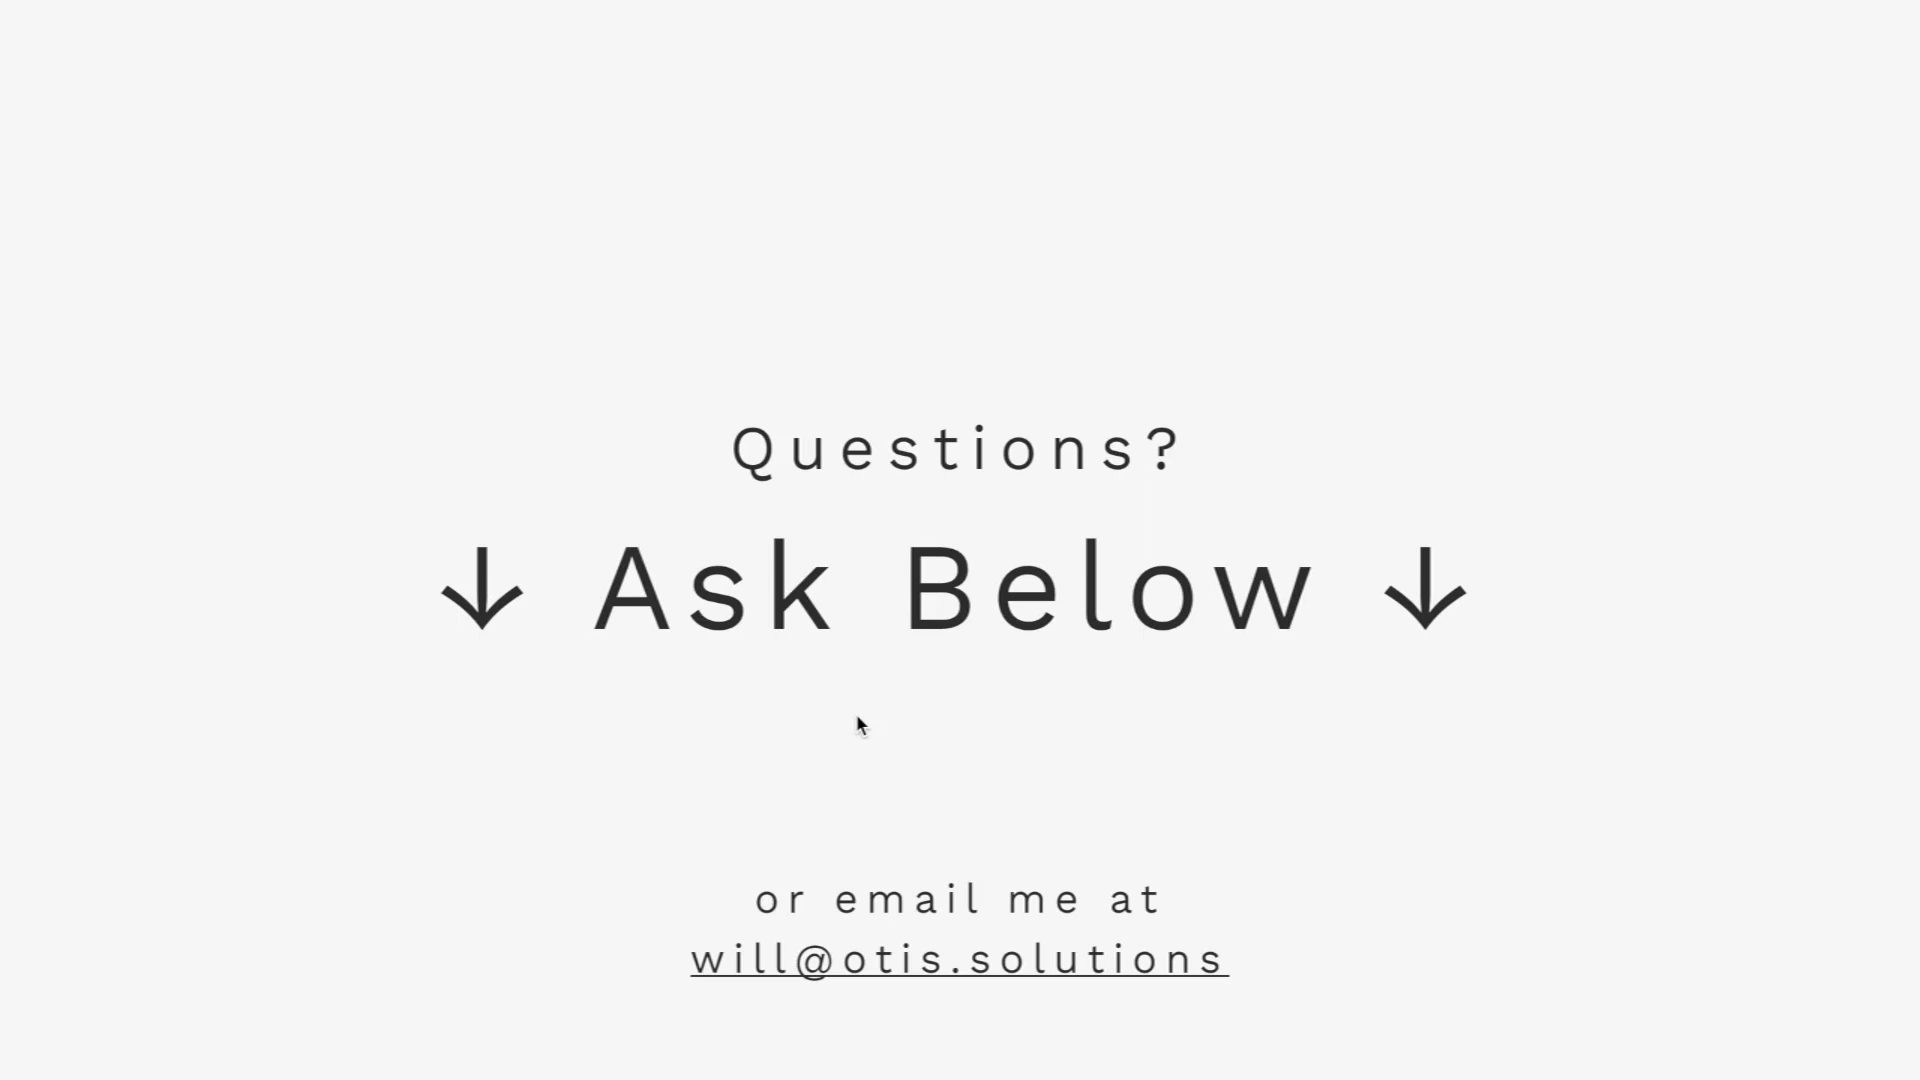 Questions?
↓ Ask Below ↓
or email me at
will@otis.solutions